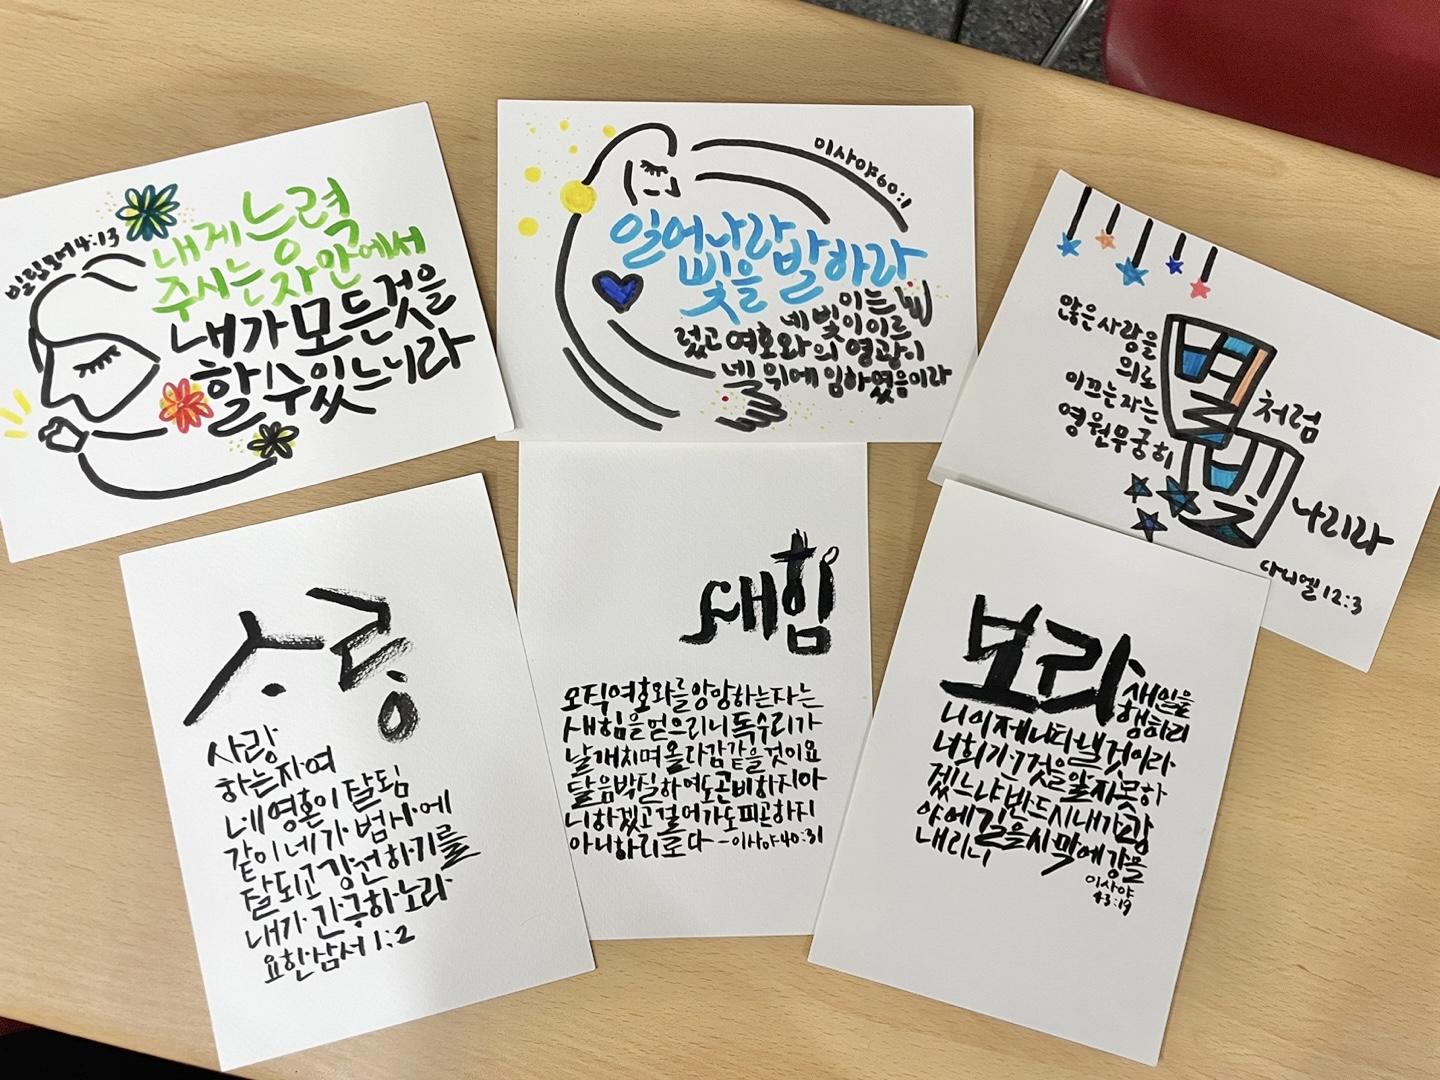 빌립보서 4:13
내게 능력
주시는 자 안에서
내가 모든 것을
할 수 있느니라
이사야 60:1
일어나라
빛을 발하라
이는
네 빛이 이르
렀고 여호와의 영광이
네 위에 임하였음이라
많은 사람을
의로
이끄는 자는
영원무궁히
별처럼
빛나리라
다니엘 12:3
사랑
사랑
하는 자여
네 영혼이 잘됨
같이 네가 범사에
잘되고 강건하기를
내가 간구하노라
요한삼서 1:2
새힘
오직 여호와를 앙망하는 자는
새 힘을 얻으리니 독수리가
날개치며 올라감 같을 것이요
달음박질하여도 곤비하지 아
니하겠고 걸어가도 피곤하지
아니하리로다 - 이사야 40:31
보라 새 일을
행하리
니 이제 나타낼 것이라
너희가 그것을 알지 못하
겠느냐 반드시 내가 광
야에 길을 사막에 강을
내리니
이사야
43:19